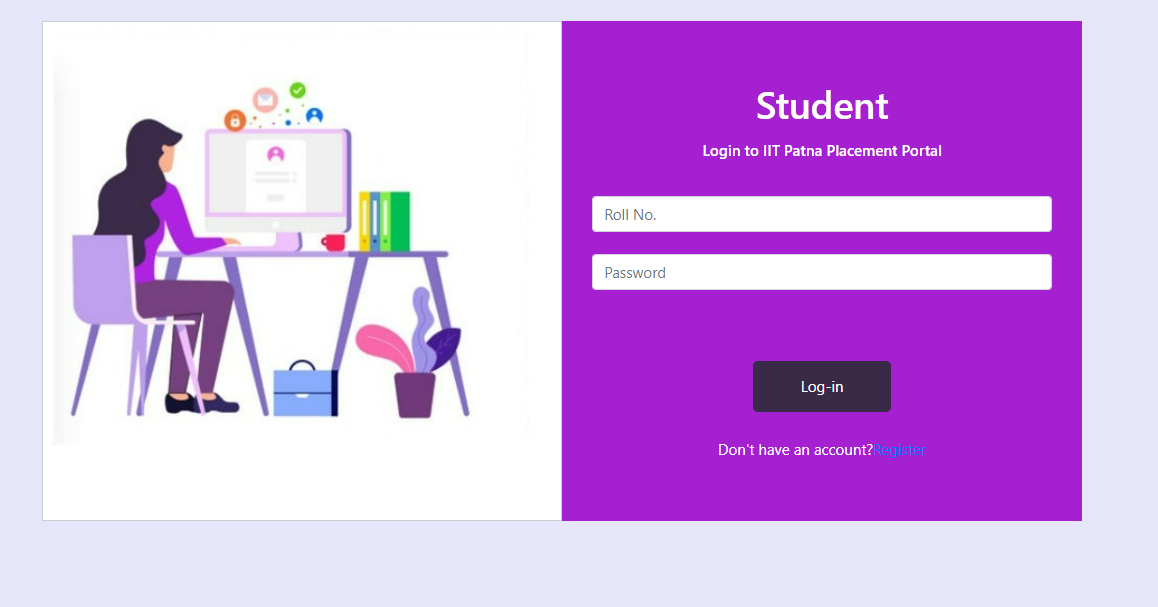 Student
Login to IIT Patna Placement Portal
Roll No.
Password
Log-in
Don't have an account?Register